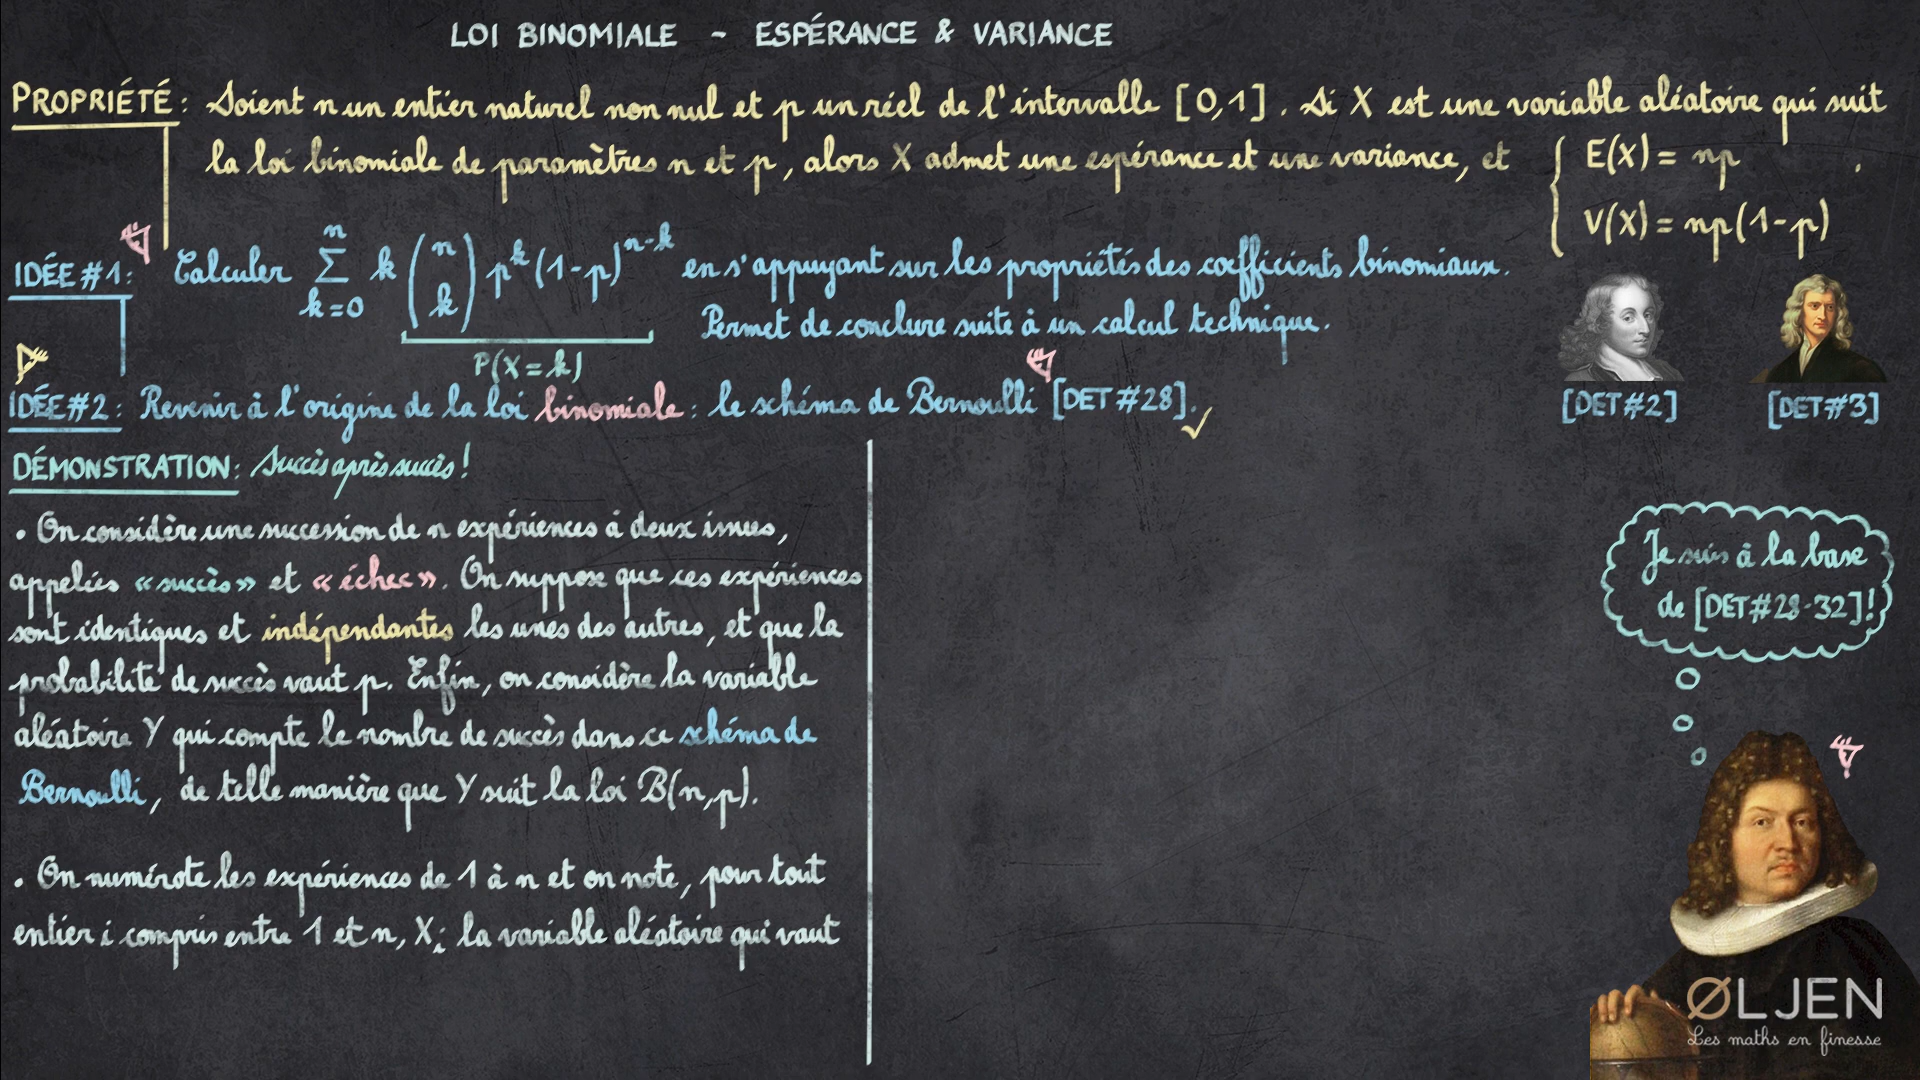 LOI BINOMIALE - ESPÉRANCE & VARIANCE
PROPRIÉTÉ : Soient n un entier naturel non nul et p un réel de l'intervalle [0,1]. Si X est une variable aléatoire qui suit
la loi binomiale de paramètres n et p, alors X admet une espérance et une variance, et { E(X) = np .
V(X) = np(1-p)
IDÉE #1 : Calculer ∑_{k=0}^{n} k (n k) p^k (1-p)^{n-k} en s'appuyant sur les propriétés des coefficients binomiaux.
P(X=k)
Permet de conclure suite à un calcul technique.
[DET #2] [DET #3]
IDÉE #2 : Revenir à l'origine de la loi binomiale : le schéma de Bernoulli [DET #28]. ✓
DÉMONSTRATION : Succès après succès !
• On considère une succession de n expériences à deux issues,
appelées «succès» et «échec». On suppose que ces expériences
sont identiques et indépendantes les unes des autres, et que la
probabilité de succès vaut p. Enfin, on considère la variable
aléatoire Y qui compte le nombre de succès dans ce schéma de
Bernoulli, de telle manière que Y suit la loi B(n,p).
• On numérote les expériences de 1 à n et on note, pour tout
entier i compris entre 1 et n, X_i la variable aléatoire qui vaut
Je suis à la base
de [DET #28-32] !
ØLJEN
Les maths en finesse